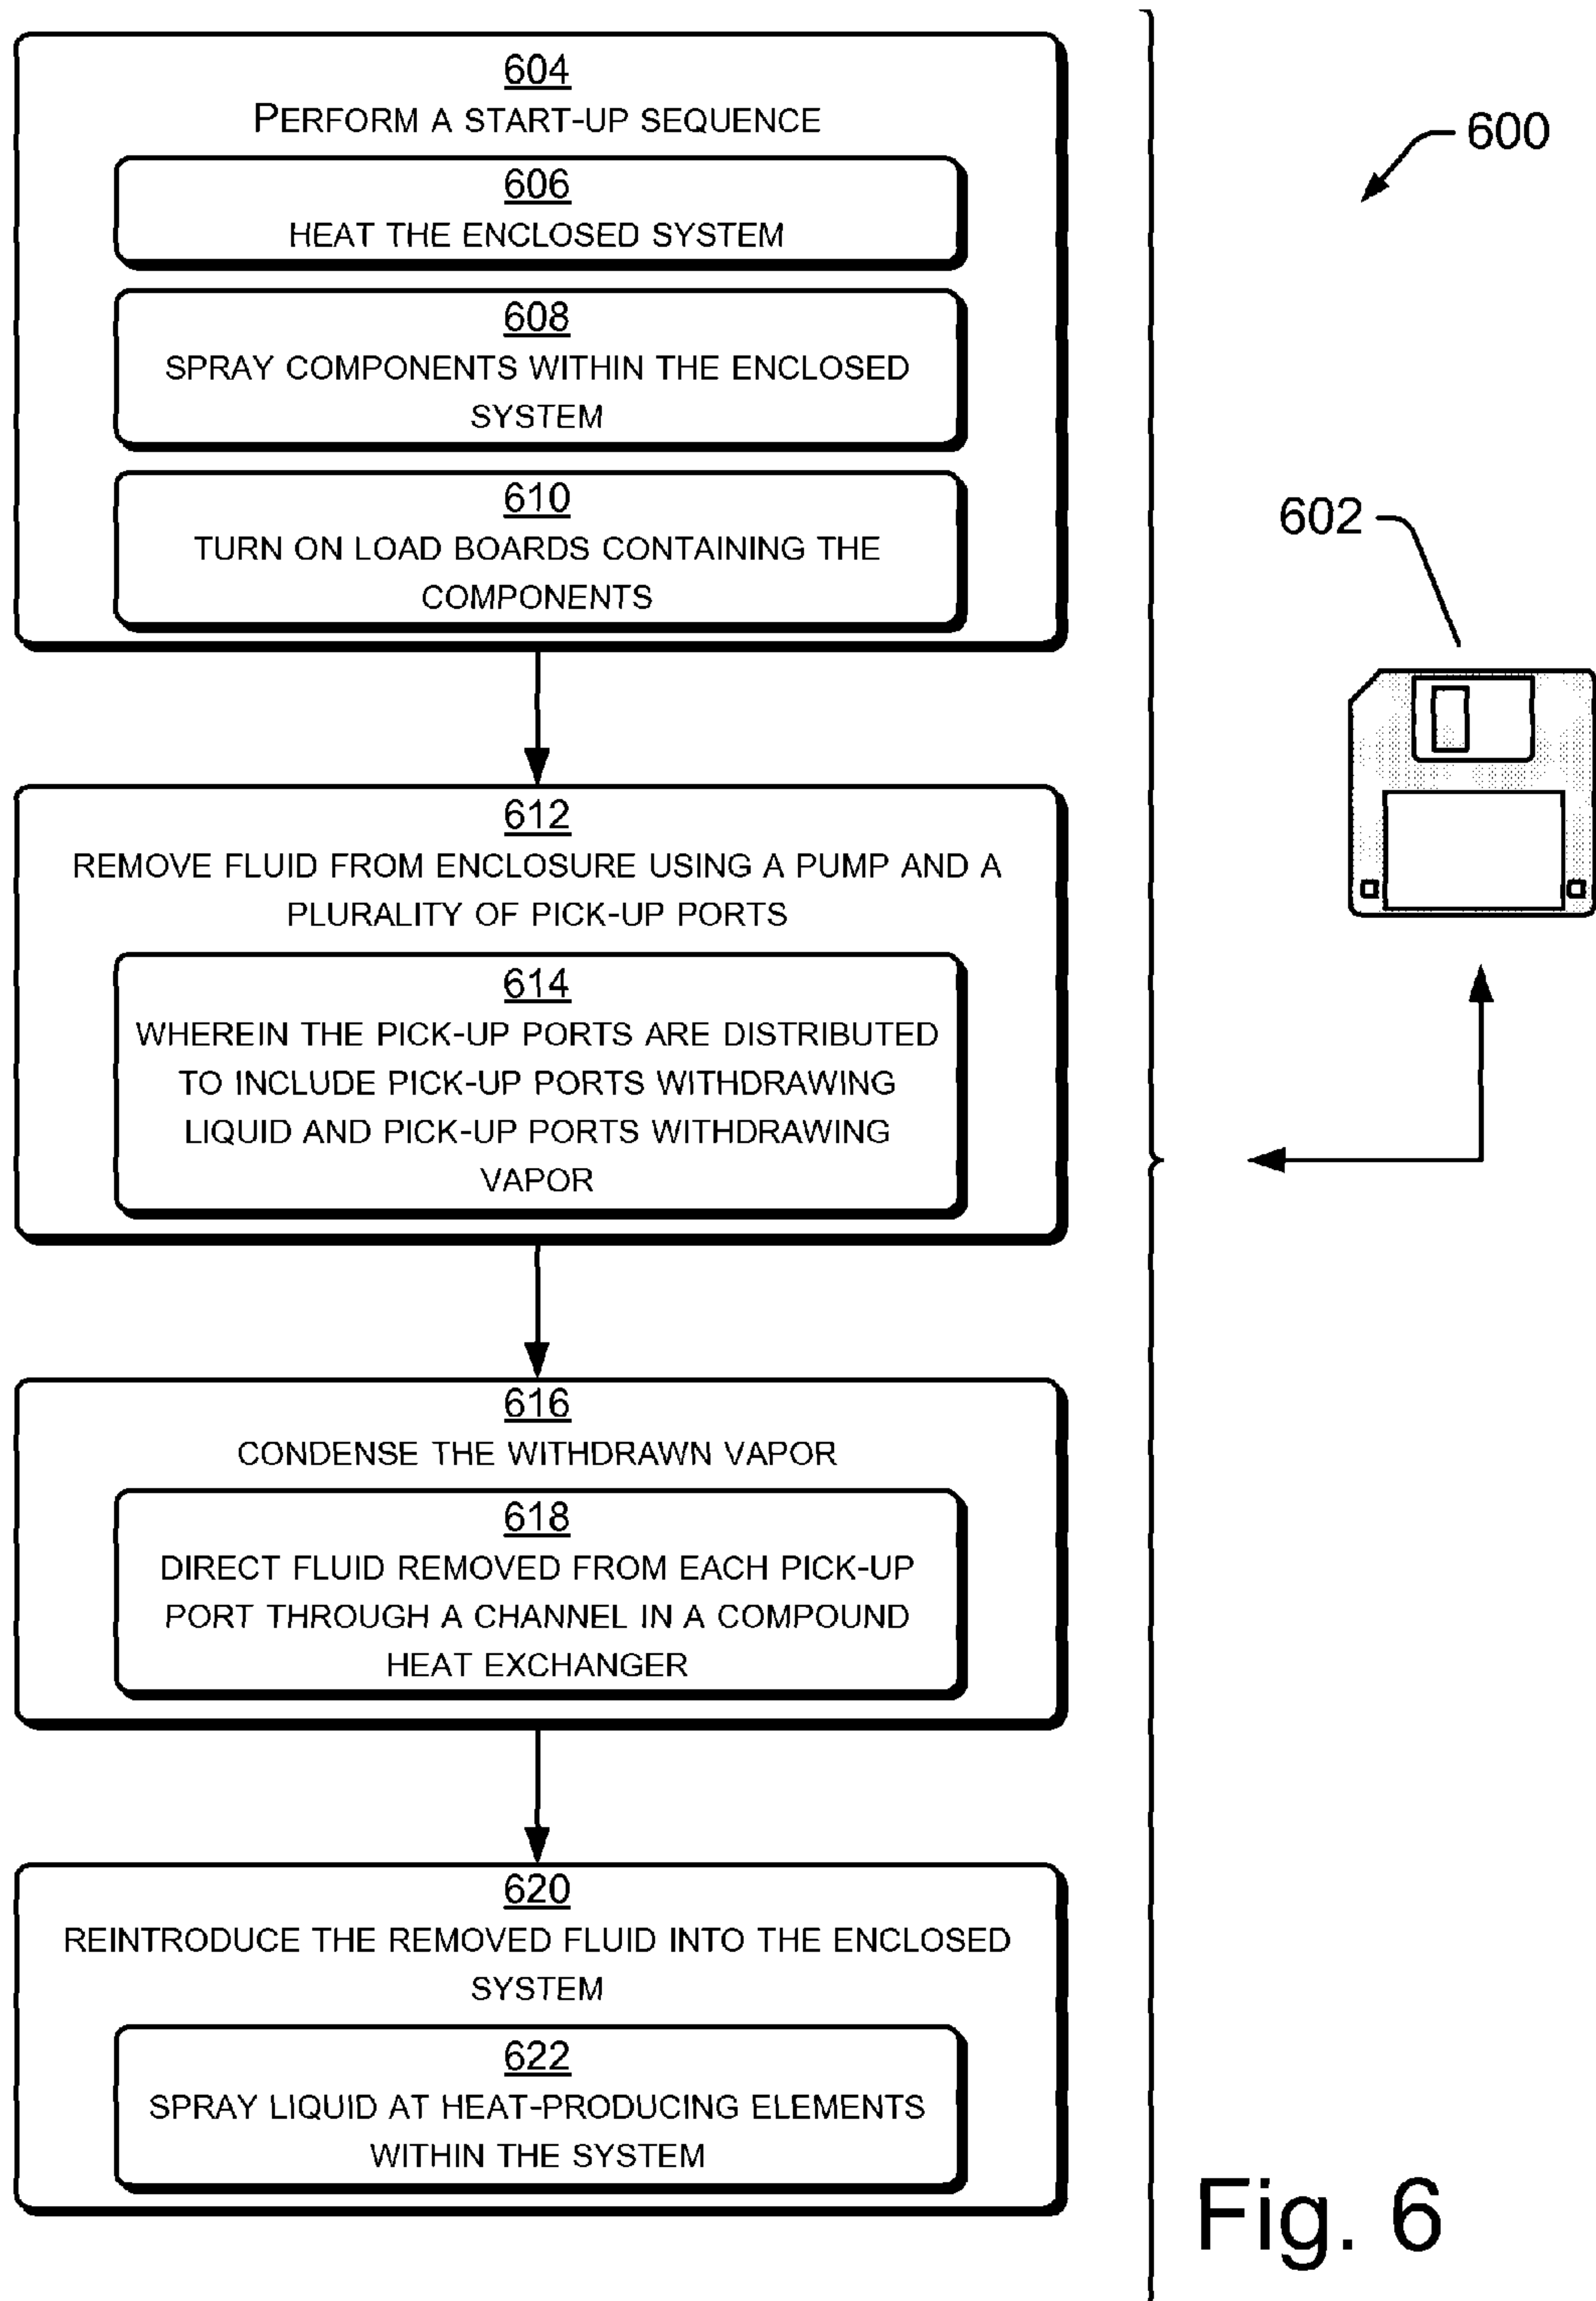 604
PERFORM A START-UP SEQUENCE
606
HEAT THE ENCLOSED SYSTEM
608
SPRAY COMPONENTS WITHIN THE ENCLOSED
SYSTEM
610
TURN ON LOAD BOARDS CONTAINING THE
COMPONENTS
612
REMOVE FLUID FROM ENCLOSURE USING A PUMP AND A
PLURALITY OF PICK-UP PORTS
614
WHEREIN THE PICK-UP PORTS ARE DISTRIBUTED
TO INCLUDE PICK-UP PORTS WITHDRAWING
LIQUID AND PICK-UP PORTS WITHDRAWING
VAPOR
616
CONDENSE THE WITHDRAWN VAPOR
618
DIRECT FLUID REMOVED FROM EACH PICK-UP
PORT THROUGH A CHANNEL IN A COMPOUND
HEAT EXCHANGER
620
REINTRODUCE THE REMOVED FLUID INTO THE ENCLOSED
SYSTEM
622
SPRAY LIQUID AT HEAT-PRODUCING ELEMENTS
WITHIN THE SYSTEM
600
602
Fig. 6